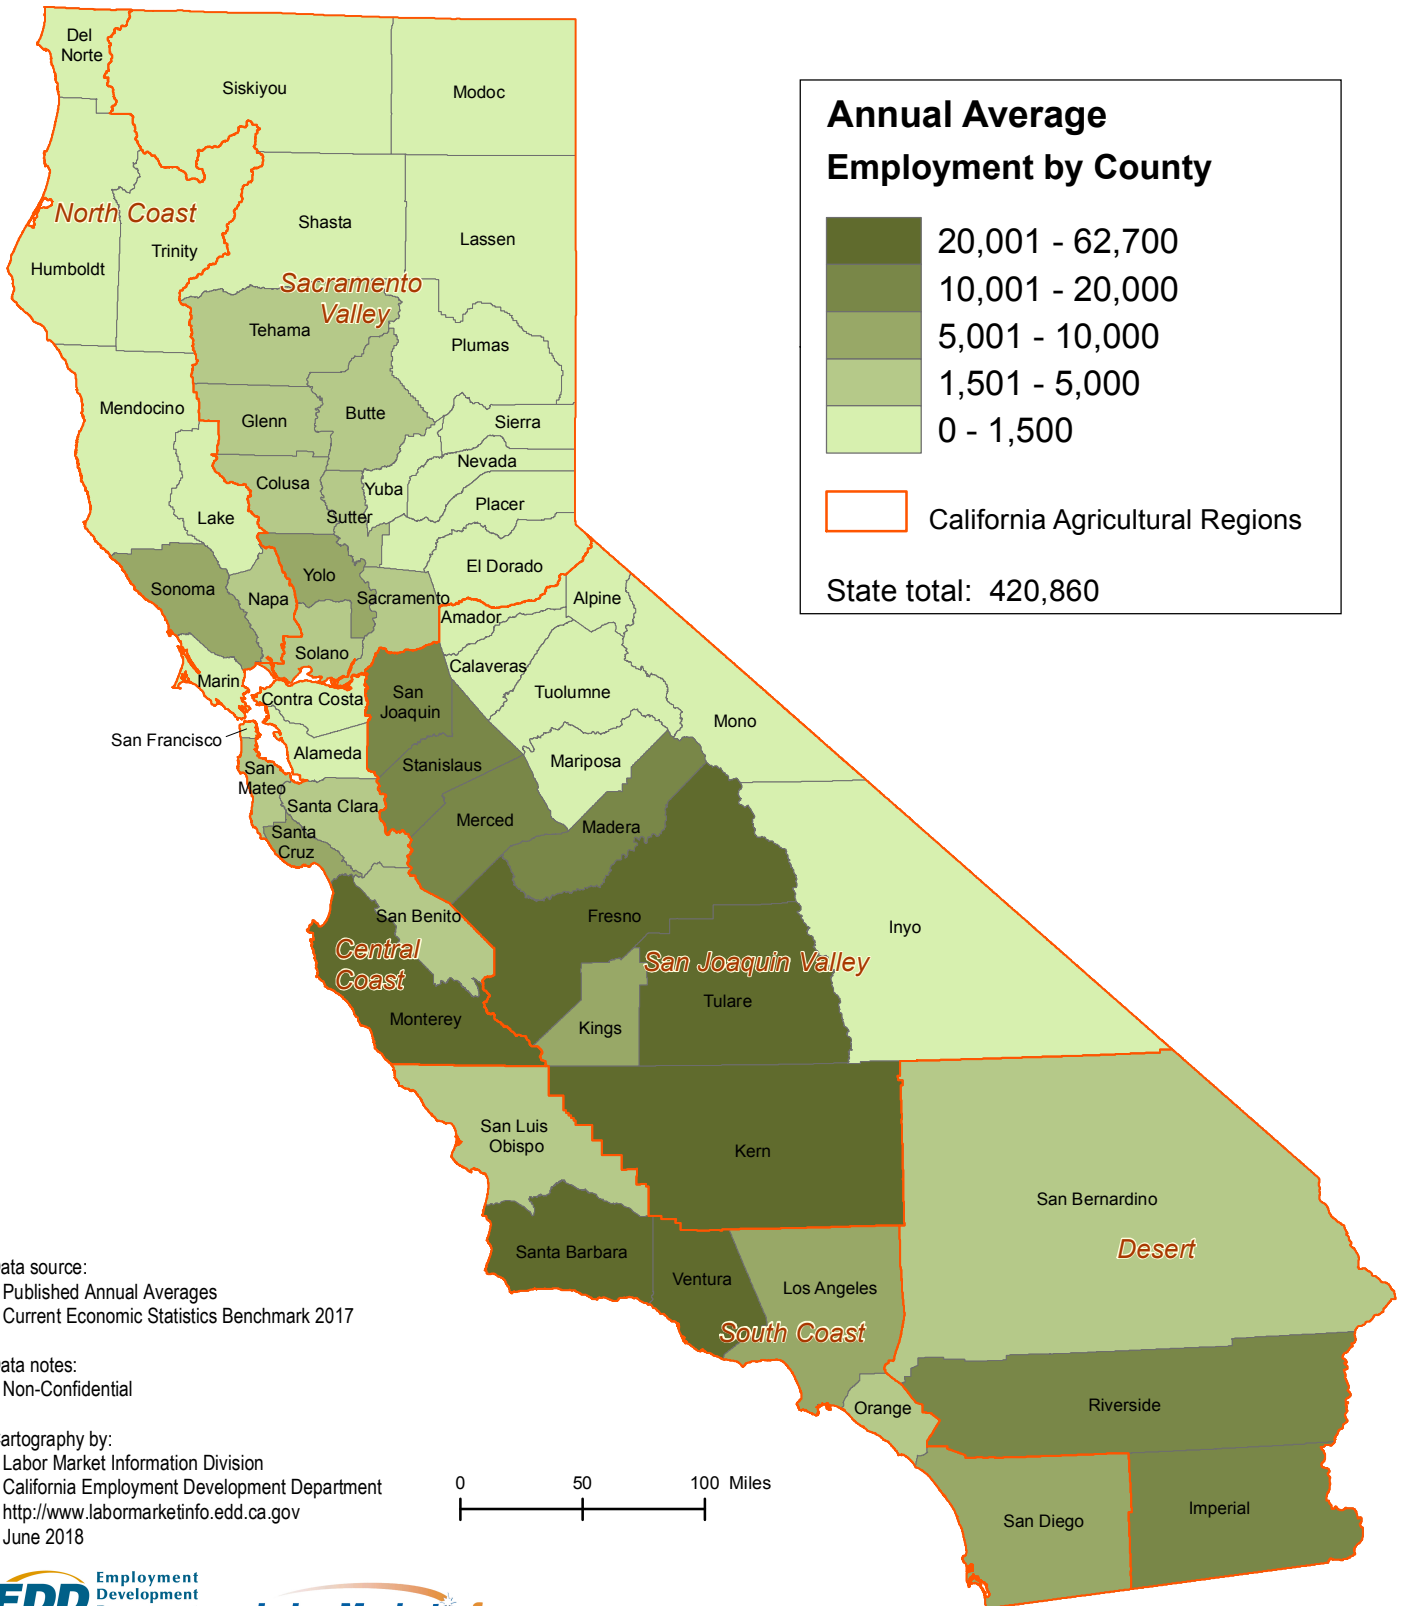 Del
Norte
Siskiyou
Modoc
Annual Average
Employment by County
20,001 - 62,700
10,001 - 20,000
5,001 - 10,000
1,501 - 5,000
0 - 1,500
California Agricultural Regions
State total: 420,860
North Coast
Humboldt
Trinity
Shasta
Lassen
Sacramento
Valley
Tehama
Plumas
Mendocino
Glenn
Butte
Sierra
Nevada
Colusa
Yuba
Placer
Lake
Sutter
El Dorado
Sonoma
Napa
Yolo
Sacramento
Alpine
Amador
Solano
Calaveras
Marin
Contra Costa
San
Joaquin
Tuolumne
Mono
San Francisco
Alameda
Stanislaus
Mariposa
San
Mateo
Santa Clara
Merced
Madera
Santa
Cruz
San Benito
Fresno
Inyo
Central
Coast
San Joaquin Valley
Tulare
Monterey
Kings
San Luis
Obispo
Kern
San Bernardino
Desert
Santa Barbara
Ventura
Los Angeles
South Coast
Orange
Riverside
San Diego
Imperial
ata source:
Published Annual Averages
Current Economic Statistics Benchmark 2017
ata notes:
Non-Confidential
artography by:
Labor Market Information Division
California Employment Development Department
http://www.labormarketinfo.edd.ca.gov
June 2018
0 50 100 Miles
EDD
Employment
Development